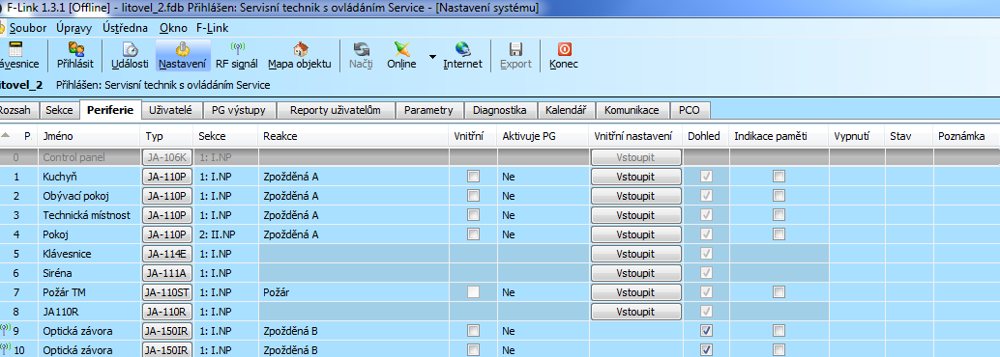 F-Link 1.3.1 [Offline] - litovel_2.fdb Přihlášen: Servisní technik s ovládáním Service - [Nastavení systému]
Soubor Úpravy Ústředna Okno F-Link
ávesnice Přihlásit Události Nastavení RF signál Mapa objektu Načti Online Internet Export Konec
itovel_2 Přihlášen: Servisní technik s ovládáním Service
Rozsah Sekce Periferie Uživatelé PG výstupy Reporty uživatelům Parametry Diagnostika Kalendář Komunikace PCO
P. Jméno Typ Sekce Reakce Vnitřní Aktivuje PG Vnitřní nastavení Dohled Indikace paměti Vypnutí Stav Poznámka
0 Control panel JA-106K 1: I.NP Vstoupit
1 Kuchyň JA-110P 1: I.NP Zpožděná A Ne Vstoupit
2 Obývací pokoj JA-110P 1: I.NP Zpožděná A Ne Vstoupit
3 Technická místnost JA-110P 1: I.NP Zpožděná A Ne Vstoupit
4 Pokoj JA-110P 2: II.NP Zpožděná A Ne Vstoupit
5 Klávesnice JA-114E 1: I.NP Vstoupit
6 Siréna JA-111A 1: I.NP Vstoupit
7 Požár TM JA-110ST 1: I.NP Požár Ne Vstoupit
8 JA110R JA-110R 1: I.NP Vstoupit
9 Optická závora JA-150IR 1: I.NP Zpožděná B Ne
10 Optická závora JA-150IR 1: I.NP Zpožděná B Ne